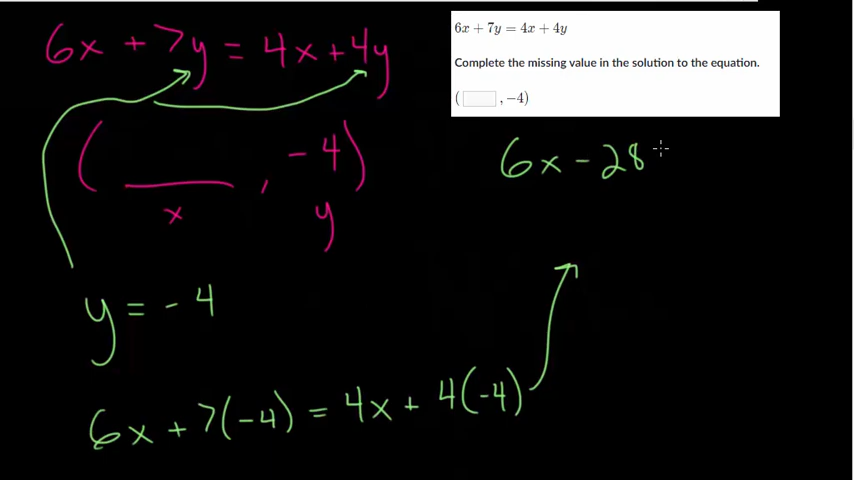 6x + 7y = 4x + 4y
( ___ , - 4 )
x y
y = - 4
6x + 7(-4) = 4x + 4(-4)
6x + 7y = 4x + 4y
Complete the missing value in the solution to the equation.
( , −4)
6x - 28